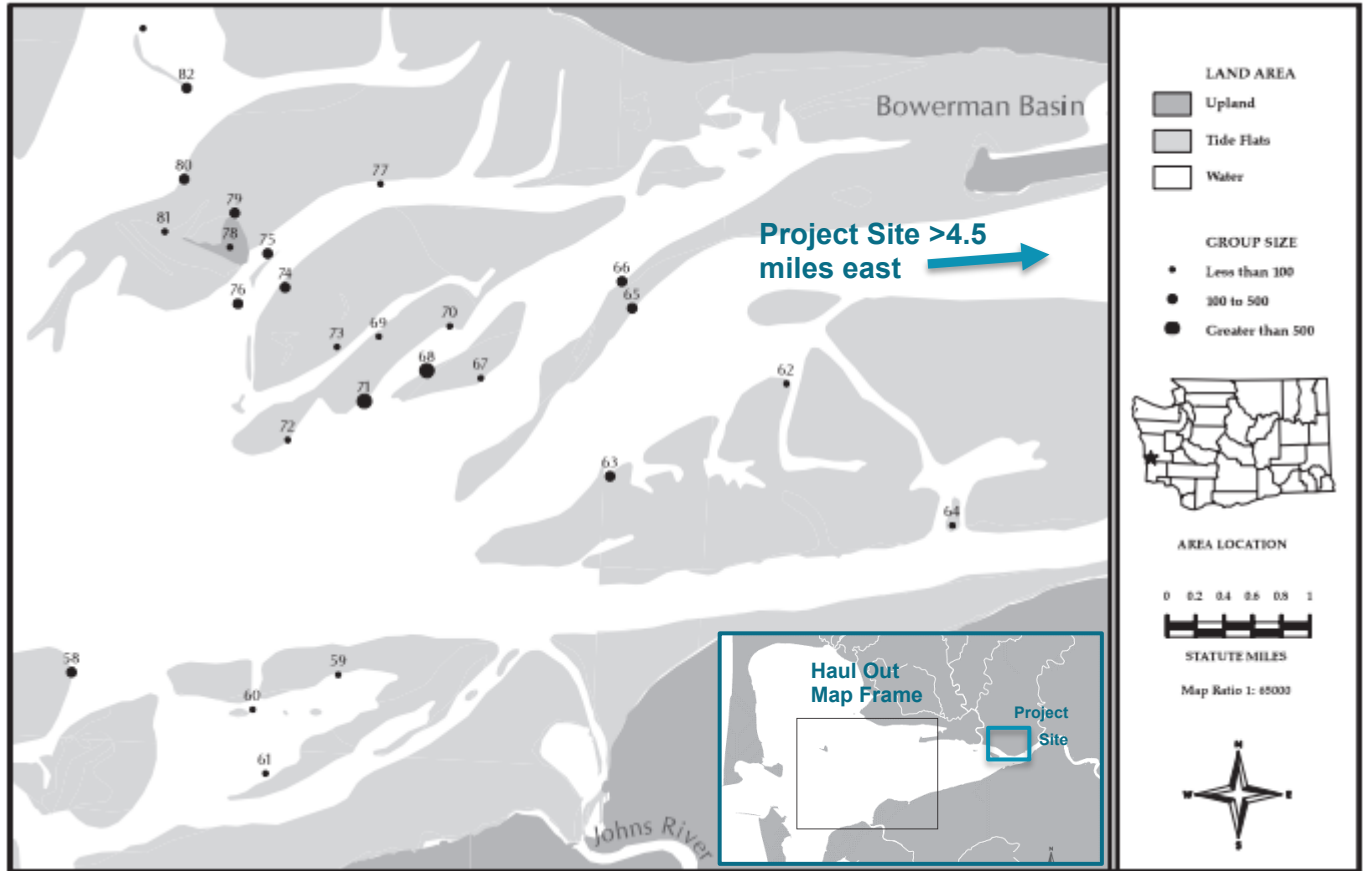 82
80
77
79
81
78
75
74
76
66
65
70
69
73
68
67
62
71
72
63
64
58
59
60
61
Bowerman Basin
Project Site >4.5
miles east
Johns River
Haul Out
Map Frame
Project
Site
N
LAND AREA
Upland
Tide Flats
Water
GROUP SIZE
Less than 100
100 to 500
Greater than 500
AREA LOCATION
0 0.2 0.4 0.6 0.8 1
STATUTE MILES
Map Ratio 1: 65000
N
W E
S